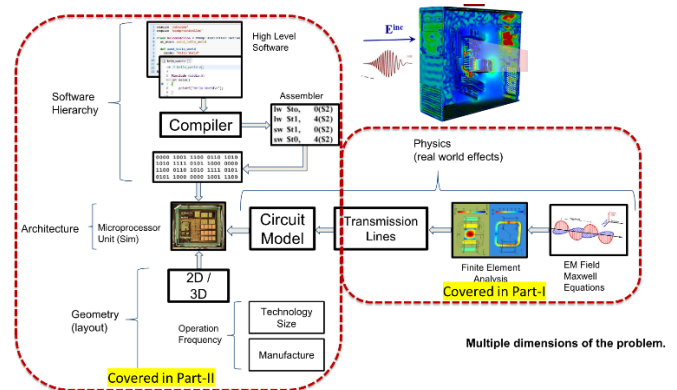 High Level
Software
E^inc
Software
Hierarchy
Compiler
Assembler
lw $to, 0($2)
lw $t1, 4($2)
sw $t1, 0($2)
sw $t0, 4($2)
0000 1001 1100 0110 1010
1010 1111 0101 1000 0000
1100 0110 1010 1111 0101
0101 1000 0000 1001 1100
Physics
(real world effects)
Architecture
Microprocessor
Unit (Sim)
Circuit
Model
Transmission
Lines
Finite Element
Analysis
EM Field
Maxwell
Equations
Covered in Part-I
2D /
3D
Geometry
(layout)
Operation
Frequency
Technology
Size
Manufacture
Covered in Part-II
Multiple dimensions of the problem.